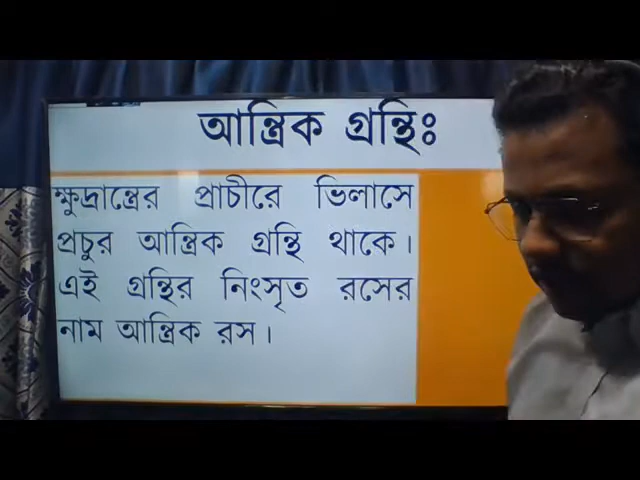 আন্ত্রিক গ্রন্থিঃ
ক্ষুদ্রান্ত্রের প্রাচীরে ভিলাসে
প্রচুর আন্ত্রিক গ্রন্থি থাকে।
এই গ্রন্থির নিংসৃত রসের
নাম আন্ত্রিক রস।